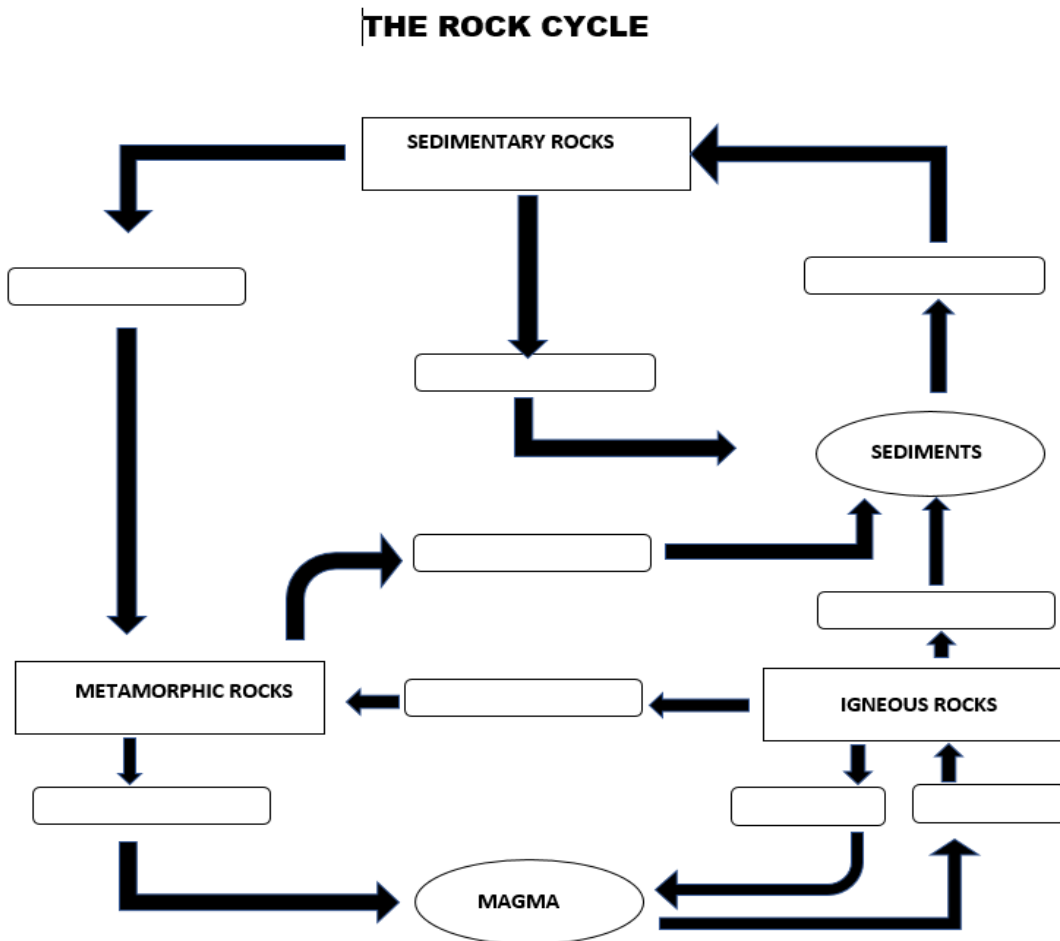 THE ROCK CYCLE
SEDIMENTARY ROCKS
SEDIMENTS
METAMORPHIC ROCKS
IGNEOUS ROCKS
MAGMA